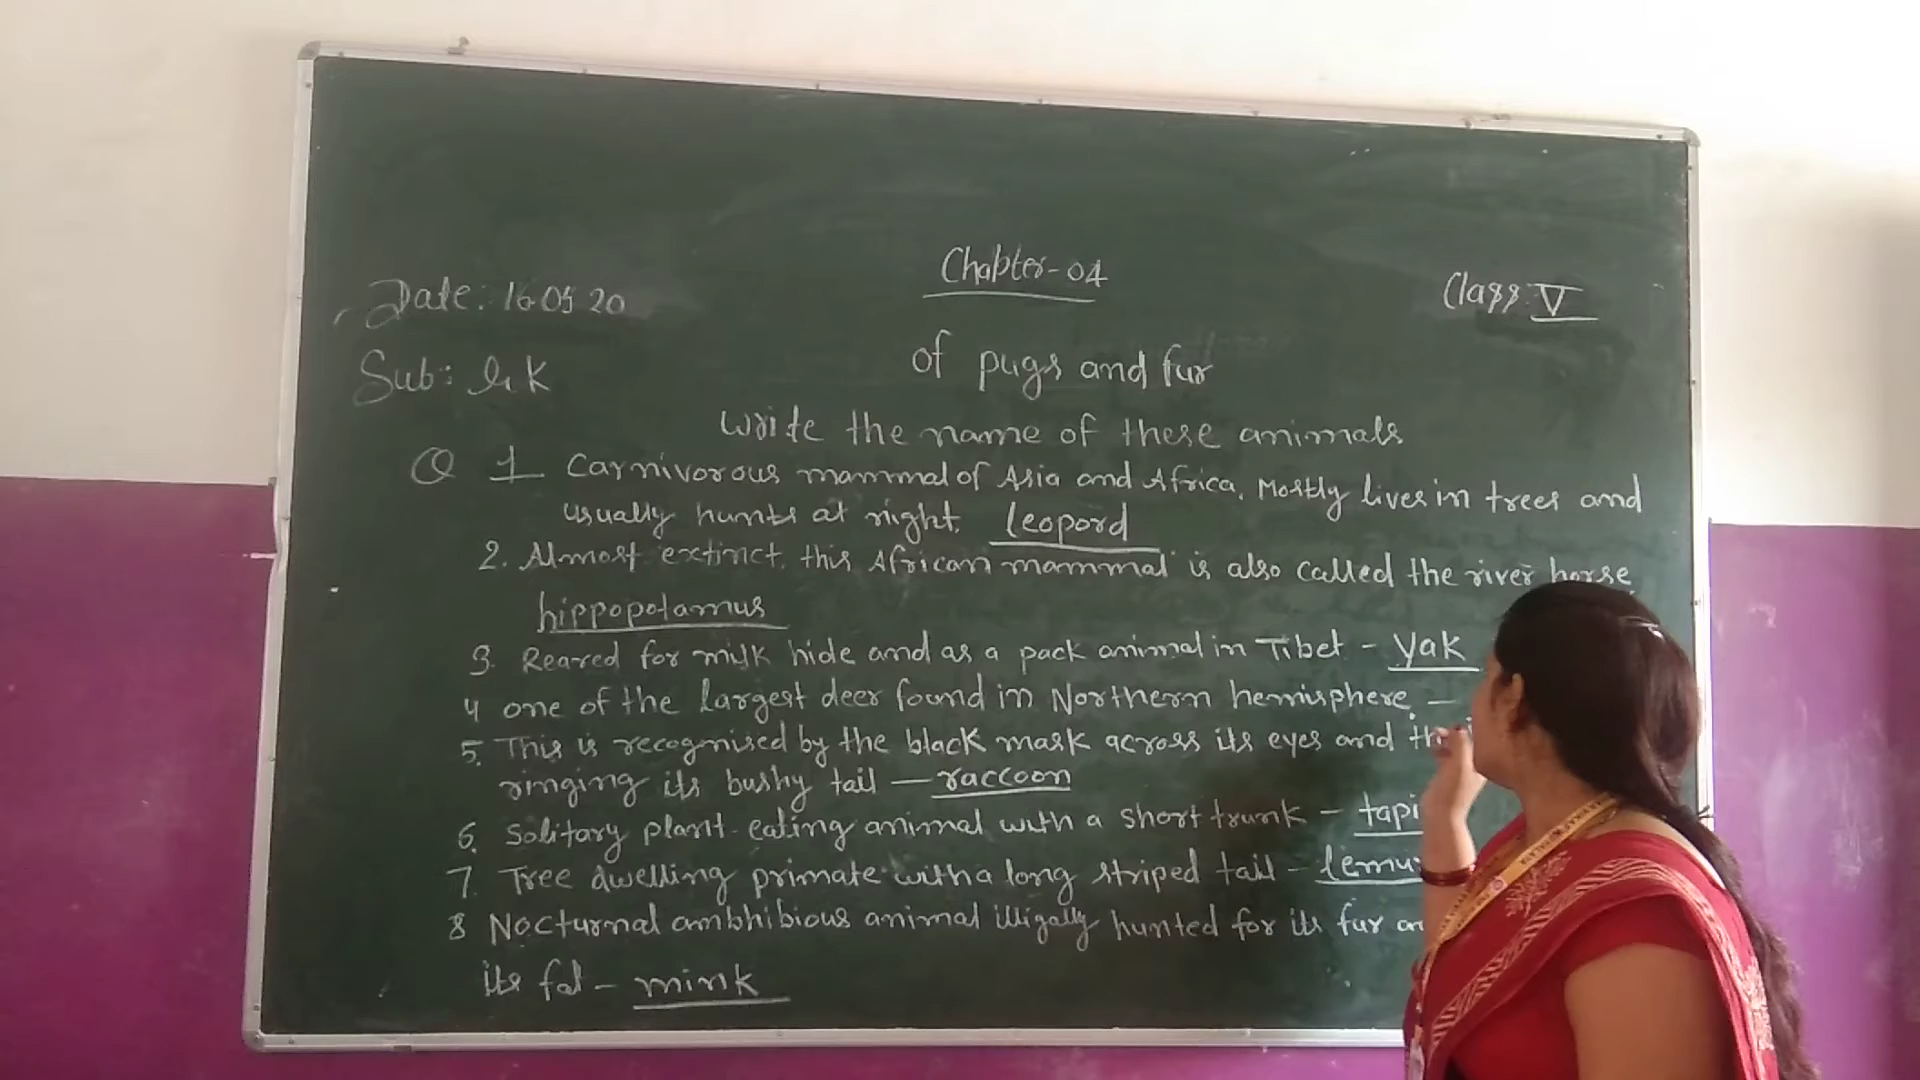 Chapter-04
Date: 16.05.20
Class: V
of pugs and fur
Sub: G.K
Write the name of these animals
Q 1 Carnivorous mammal of Asia and Africa. Mostly lives in trees and
usually hunts at night. leopord
2. Almost extinct. this African mammal is also called the river horse
hippopotamus
3. Reared for milk hide and as a pack animal in Tibet - Yak
4 one of the largest deer found in Northern hemisphere. -
5. This is recognised by the black mask across its eyes and
ringing its bushy tail - raccoon
6. Solitary plant-eating animal with a short trunk - tapi
7. Tree dwelling primate with a long striped tail - lemur
8 Nocturnal ambhibious animal illigally hunted for its fur
its fat - mink